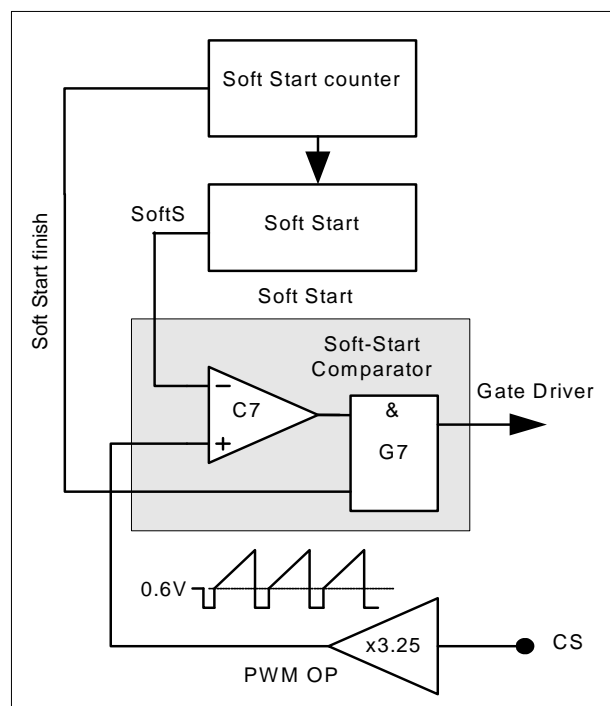 Soft Start counter
SoftS
Soft Start
Soft Start finish
Soft Start
Soft-Start
Comparator
Gate Driver
−
C7
+
&
G7
0.6V
x3.25
CS
PWM OP